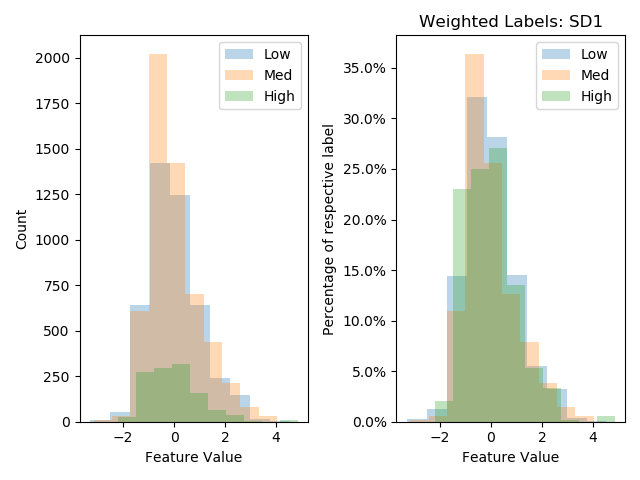 Weighted Labels: SD1
Low
Med
High
2000
1750
1500
1250
1000
750
500
250
0
Count
−2
0
2
4
Feature Value
Low
Med
High
35.0%
30.0%
25.0%
20.0%
15.0%
10.0%
5.0%
0.0%
Percentage of respective label
−2
0
2
4
Feature Value